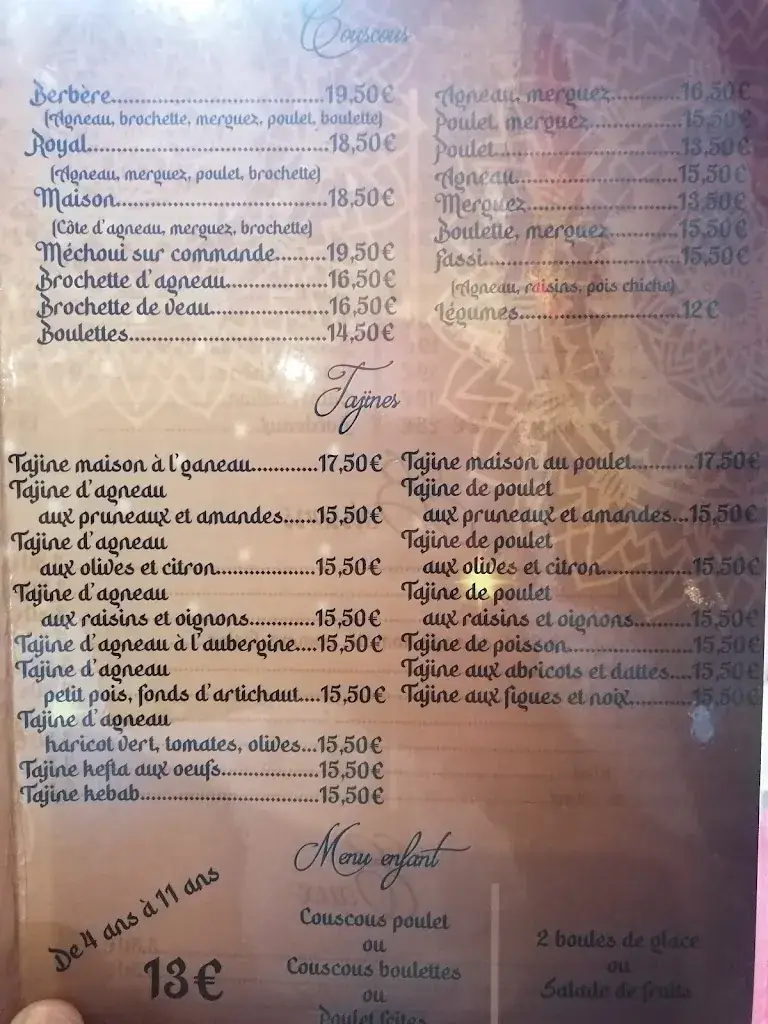 Couscous
Berbère..............................19,50€
(Agneau, brochette, merguez, poulet, boulette)
Royal..................................18,50€
(Agneau, merguez, poulet, brochette)
Maison..............................18,50€
(Côte d'agneau, merguez, brochette)
Méchoui sur commande........19,50€
Brochette d'agneau..............16,50€
Brochette de veau................16,50€
Boulettes............................14,50€
Agneau, merguez..........16,50€
Poulet, merguez.............15,50€
Poulet..........................13,50€
Agneau.......................15,50€
Merguez......................13,50€
Boulette, merguez..........15,50€
Fassi............................15,50€
(Agneau, raisins, pois chiche)
Légumes.......................12€
Tajines
Tajine maison à l'ganeau..........17,50€
Tajine d'agneau
aux pruneaux et amandes......15,50€
Tajine d'agneau
aux olives et citron...............15,50€
Tajine d'agneau
aux raisins et oignons..........15,50€
Tajine d'agneau à l'aubergine....15,50€
Tajine d'agneau
petit pois, fonds d'artichaut....15,50€
Tajine d'agneau
haricot vert, tomates, olives...15,50€
Tajine kefta aux oeufs..............15,50€
Tajine kebab..........................15,50€
Tajine maison au poulet.........17,50€
Tajine de poulet
aux pruneaux et amandes...15,50€
Tajine de poulet
aux olives et citron.............15,50€
Tajine de poulet
aux raisins et oignons........15,50€
Tajine de poisson..................15,50€
Tajine aux abricots et dattes....15,50€
Tajine aux figues et noix.........15,50€
Menu enfant
De 4 ans à 11 ans
13€
Couscous poulet
ou
Couscous boulettes
ou
Poulet frites
2 boules de glace
ou
Salade de fruits